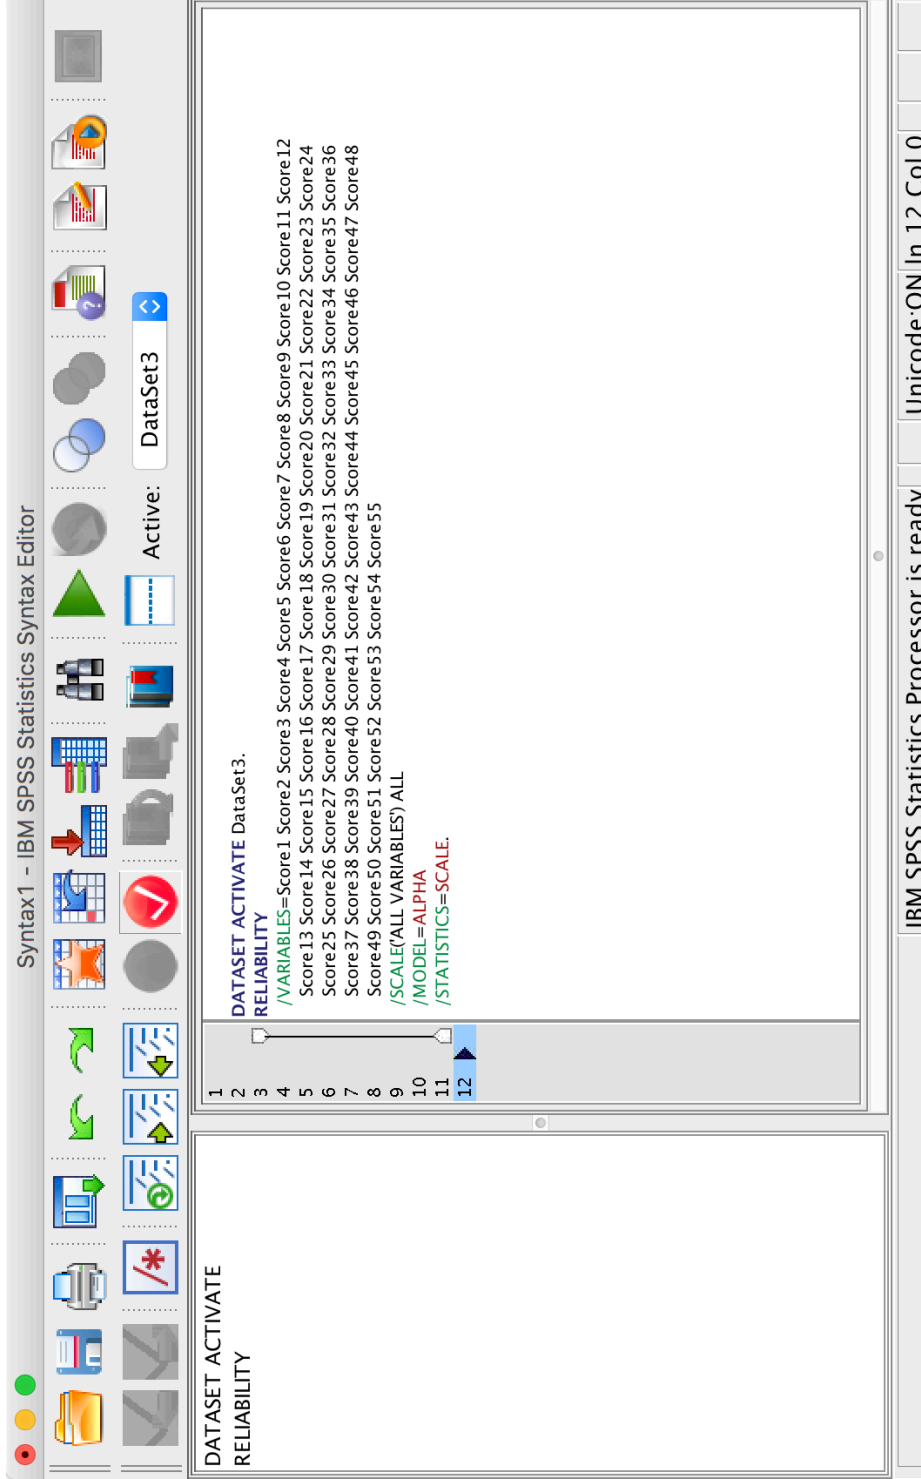 Syntax1 - IBM SPSS Statistics Syntax Editor
Active: DataSet3
DATASET ACTIVATE
RELIABILITY
1
2 DATASET ACTIVATE DataSet3.
3 RELIABILITY
4 /VARIABLES=Score1 Score2 Score3 Score4 Score5 Score6 Score7 Score8 Score9 Score10 Score11 Score12
5 Score13 Score14 Score15 Score16 Score17 Score18 Score19 Score20 Score21 Score22 Score23 Score24
6 Score25 Score26 Score27 Score28 Score29 Score30 Score31 Score32 Score33 Score34 Score35 Score36
7 Score37 Score38 Score39 Score40 Score41 Score42 Score43 Score44 Score45 Score46 Score47 Score48
8 Score49 Score50 Score51 Score52 Score53 Score54 Score55
9 /SCALE('ALL VARIABLES') ALL
10 /MODEL=ALPHA
11 /STATISTICS=SCALE.
12
IBM SPSS Statistics Processor is ready
Unicode:ON In 12 Col 0